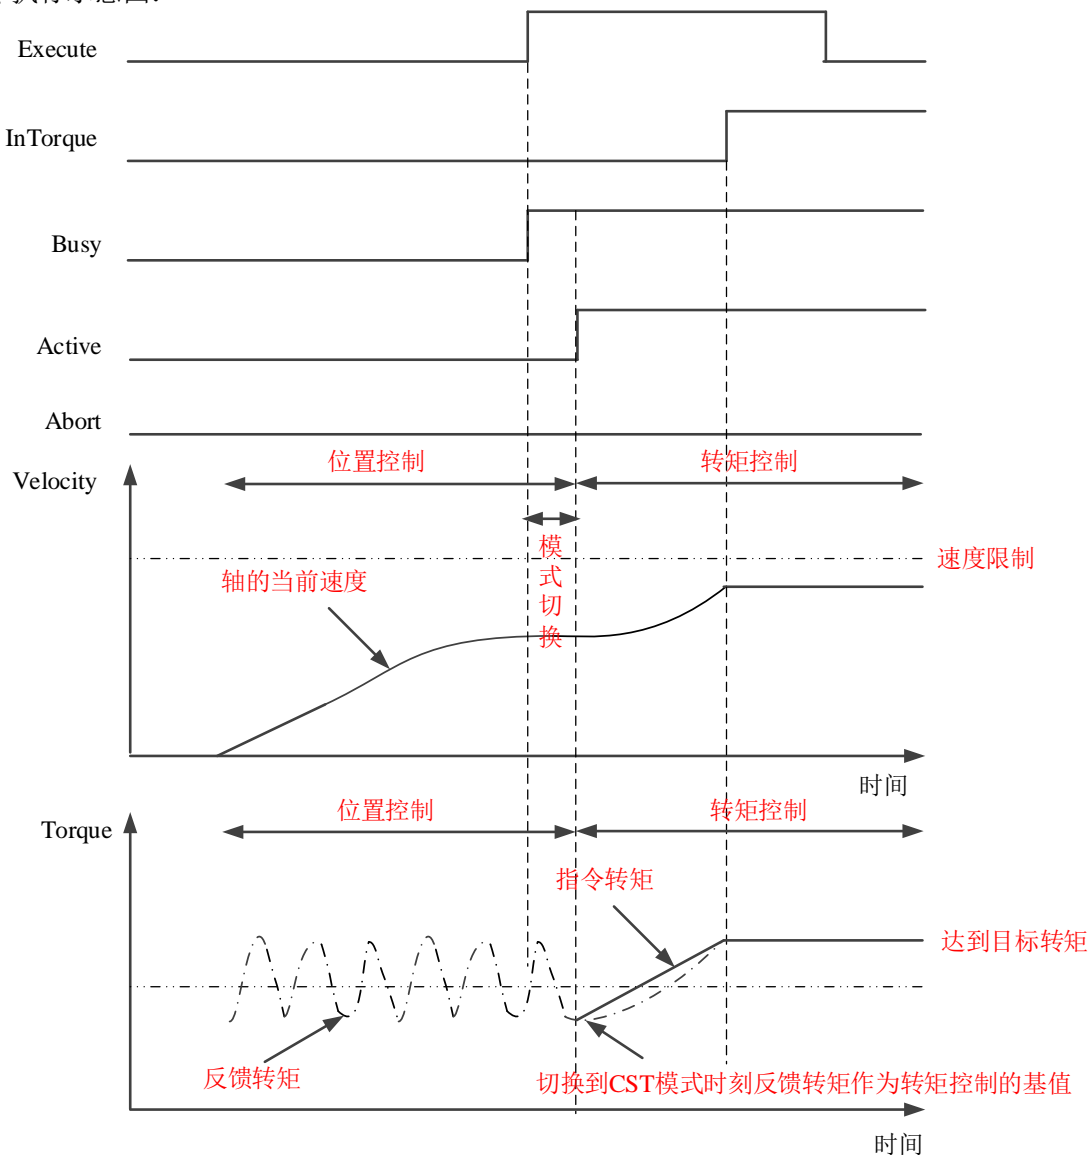 Execute
InTorque
Busy
Active
Abort
Velocity
位置控制
转矩控制
模式切换
速度限制
轴的当前速度
时间
Torque
位置控制
转矩控制
指令转矩
达到目标转矩
反馈转矩
切换到CST模式时刻反馈转矩作为转矩控制的基值
时间